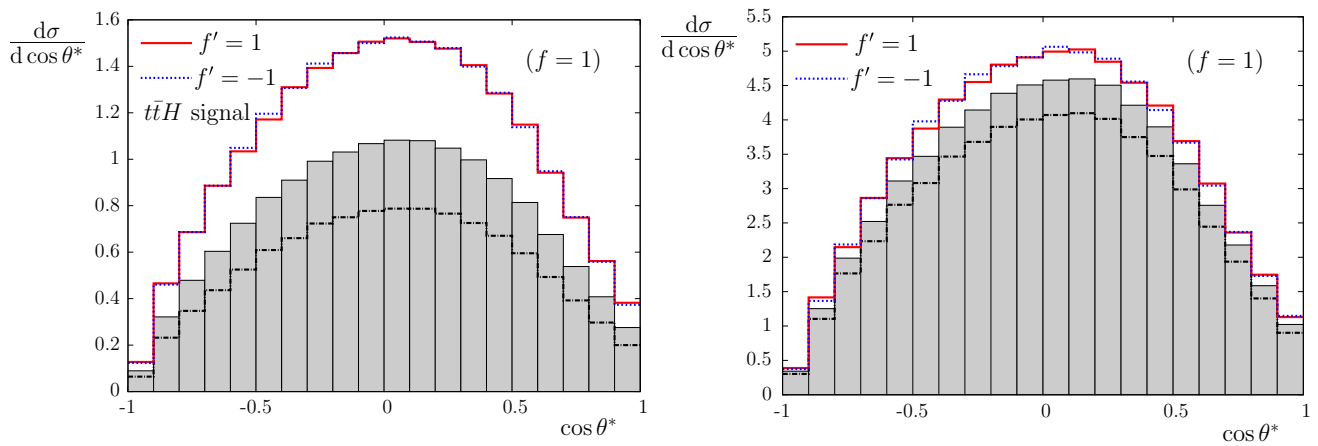 dσ
d cos θ*
1.6
1.4
1.2
1
0.8
0.6
0.4
0.2
0
f′ = 1
f′ = −1
tt̄H signal
(f = 1)
-1
-0.5
0
0.5
1
cos θ*
dσ
d cos θ*
5.5
5
4.5
4
3.5
3
2.5
2
1.5
1
0.5
0
f′ = 1
f′ = −1
(f = 1)
-1
-0.5
0
0.5
1
cos θ*